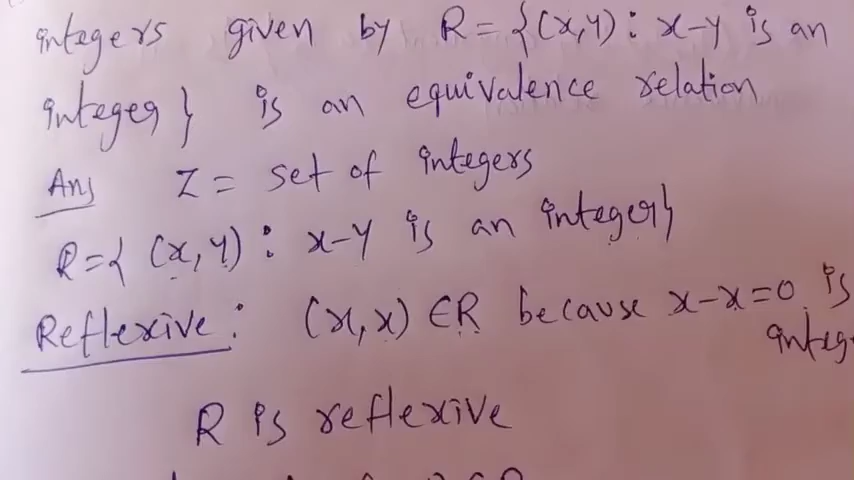 integers given by R = {(x,y) : x-y is an
integer} is an equivalence relation
Ans Z = set of integers
R = { (x,y) : x-y is an integer}
Reflexive : (x,x) ∈R because x-x=0 is
R is reflexive